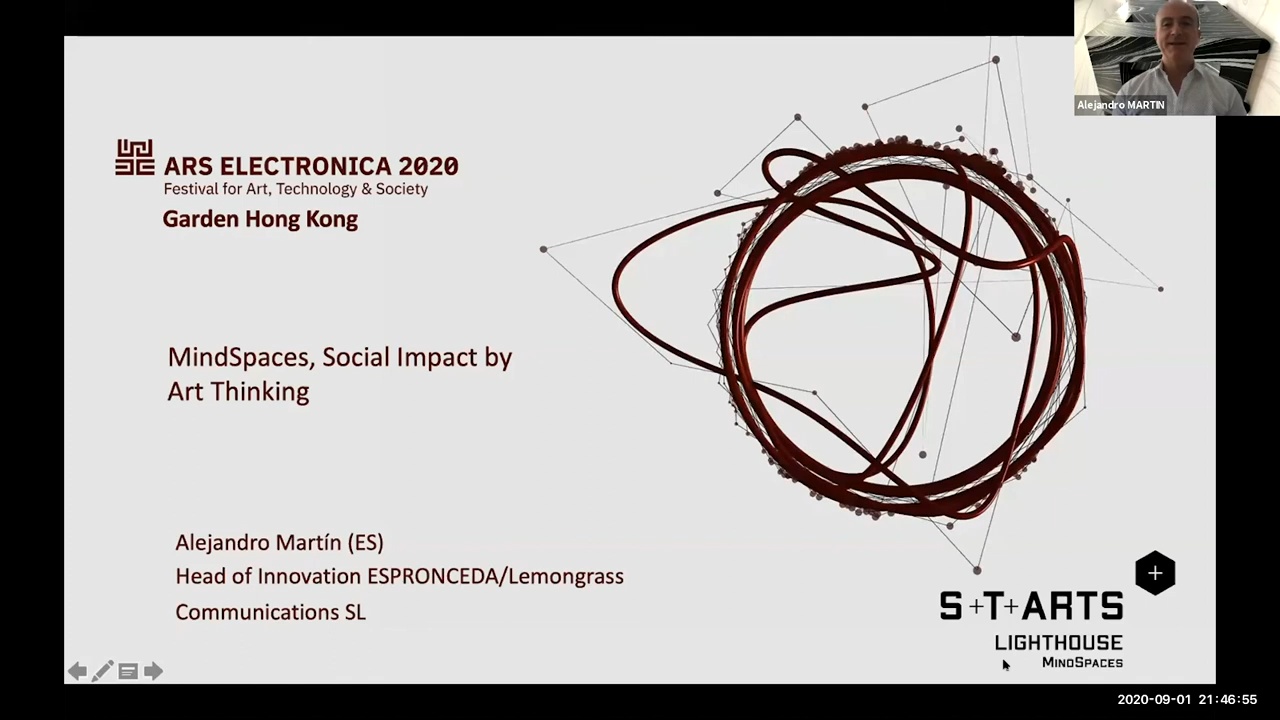 Alejandro MARTIN
ARS ELECTRONICA 2020
Festival for Art, Technology & Society
Garden Hong Kong
MindSpaces, Social Impact by
Art Thinking
Alejandro Martín (ES)
Head of Innovation ESPRONCEDA/Lemongrass
Communications SL
S+T+ARTS
LIGHTHOUSE
MINDSPACES
2020-09-01 21:46:55